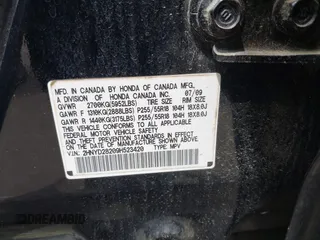 MFD. IN CANADA BY HONDA OF CANADA MFG.
A DIVISION OF HONDA CANADA INC. 07/09
GVWR 2700KG(5952LBS) TIRE SIZE RIM SIZE
GAWR F 1310KG(2888LBS) P255/55R18 104H 18X8.0J
GAWR R 1440KG(3175LBS) P255/55R18 104H 18X8.0J
THIS VEHICLE CONFORMS TO ALL APPLICABLE
FEDERAL MOTOR VEHICLE SAFETY AND
THEFT PREVENTION STANDARDS IN EFFECT
ON THE DATE OF MANUFACTURE SHOWN ABOVE.
V.I.N. 2HNYD28209H523420 TYPE MPV